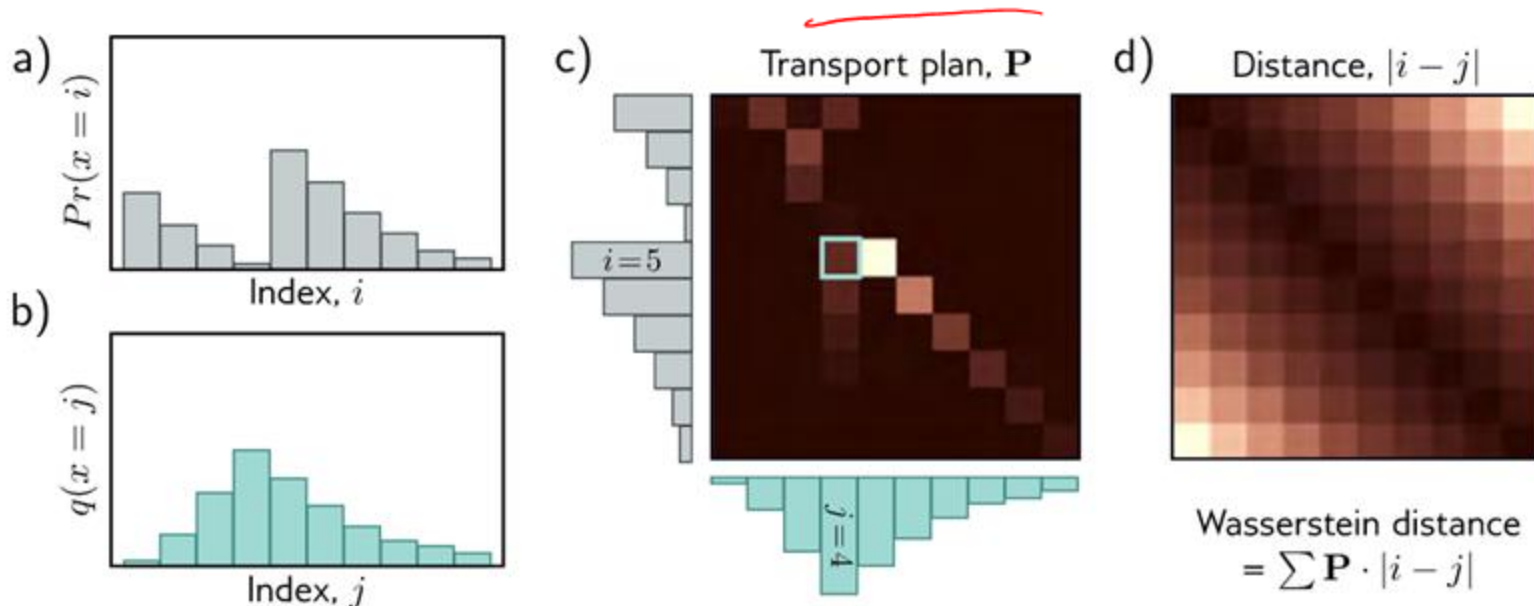 a)
Pr(x = i)
Index, i
b)
q(x = j)
Index, j
c)
Transport plan, P
i=5
j=4
d)
Distance, |i − j|
Wasserstein distance
= ∑ P · |i − j|